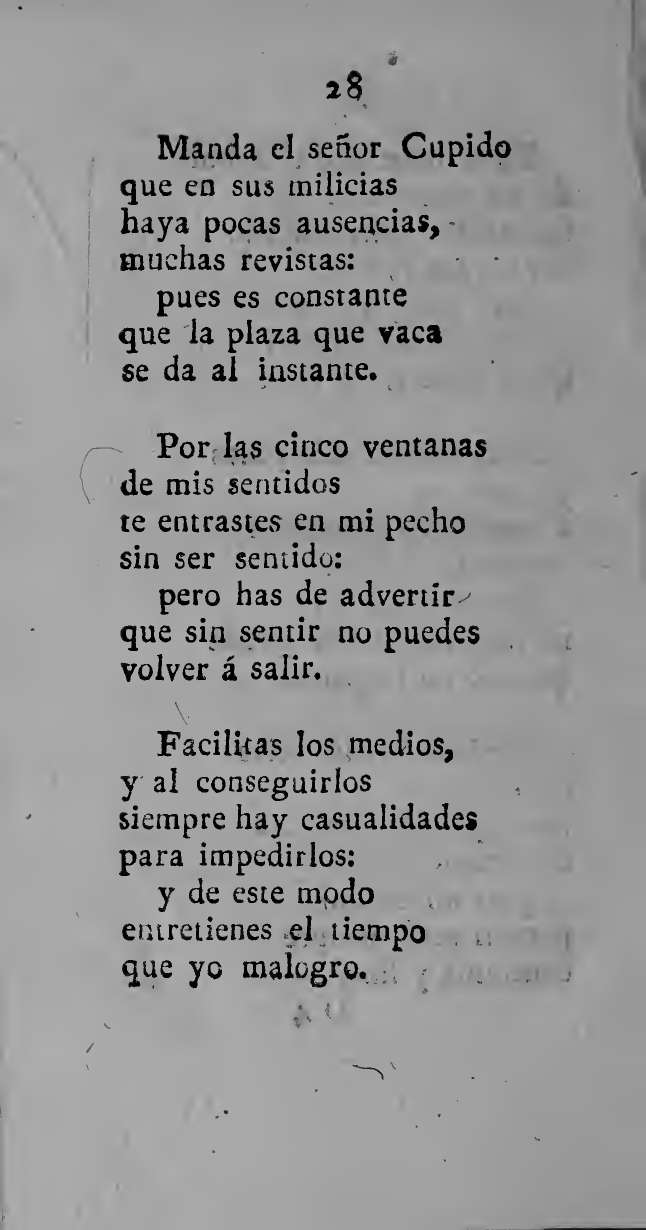 28
Manda el señor Cupido
que en sus milicias
haya pocas ausencias,
muchas revistas:
pues es constante
que la plaza que vaca
se da al instante.
Por las cinco ventanas
de mis sentidos
te entrastes en mi pecho
sin ser sentido:
pero has de advertir
que sin sentir no puedes
volver á salir.
Facilitas los medios,
y al conseguirlos
siempre hay casualidades
para impedirlos:
y de este modo
entretienes el tiempo
que yo malogro.